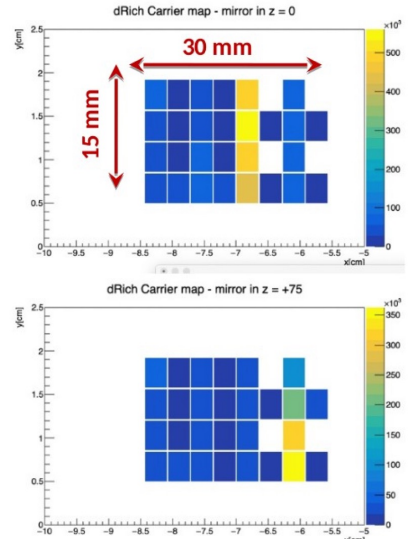 dRich Carrier map - mirror in z = 0
y[cm]
×10³
30 mm
15 mm
2.5
2
1.5
1
0.5
0
500
400
300
200
100
0
−10 −9.5 −9 −8.5 −8 −7.5 −7 −6.5 −6 −5.5 −5
x[cm]
dRich Carrier map - mirror in z = +75
y[cm]
×10³
2.5
2
1.5
1
0.5
0
350
300
250
200
150
100
50
0
−10 −9.5 −9 −8.5 −8 −7.5 −7 −6.5 −6 −5.5 −5
x[cm]